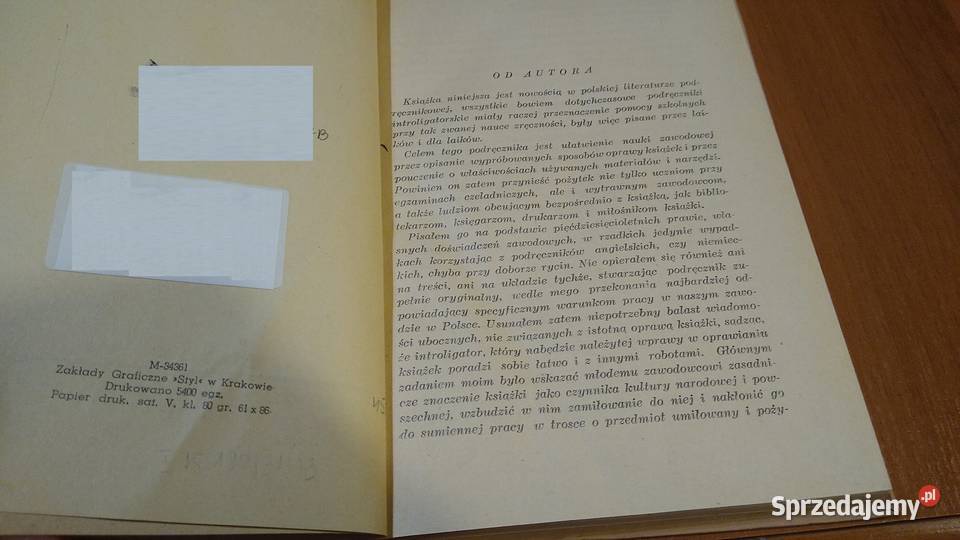 B
M-34361
Zakłady Graficzne »Styl« w Krakowie
Drukowano 5400 egz.
Papier druk. sat. V. kl. 80 gr. 61 x 86
OD AUTORA
Książka niniejsza jest nowością w polskiej literaturze pod-
ręcznikowej, wszystkie bowiem dotychczasowe podręczniki
introligatorskie miały raczej przeznaczenie pomocy szkolnych
przy tak zwanej nauce zręczności, były więc pisane przez lai-
ków i dla laików.
Celem tego podręcznika jest ułatwienie nauki zawodowej
przez opisanie wypróbowanych sposobów oprawy książek i przez
pouczenie o właściwościach używanych materiałów i narzędzi.
Powinien on zatem przynieść pożytek nie tylko uczniom przy
egzaminach czeladniczych, ale i wytrawnym zawodowcom,
a także ludziom obcującym bezpośrednio z książką, jak biblio-
tekarzom, księgarzom, drukarzom i miłośnikom książki.
Pisałem go na podstawie pięćdziesięcioletnich prawie, wła-
snych doświadczeń zawodowych, w rzadkich jedynie wypad-
kach korzystając z podręczników angielskich, czy niemiec-
kich, chyba przy doborze rycin. Nie opierałem się również ani
na treści, ani na układzie tychże, stwarzając podręcznik zu-
pełnie oryginalny, wedle mego przekonania najbardziej od-
powiadający specyficznym warunkom pracy w naszym zawo-
dzie w Polsce. Usunąłem zatem niepotrzebny balast wiadomo-
ści ubocznych, nie związanych z istotną oprawą książki, sądząc,
że introligator, który nabędzie należytej wprawy w oprawianiu
książek poradzi sobie łatwo i z innymi robotami. Głównym
zadaniem moim było wskazać młodemu zawodowcowi zasadni-
cze znaczenie książki jako czynnika kultury narodowej i pow-
szechnej, wzbudzić w nim zamiłowanie do niej i nakłonić go
do sumiennej pracy w trosce o przedmiot umiłowany i poży-
Sprzedajemy.pl